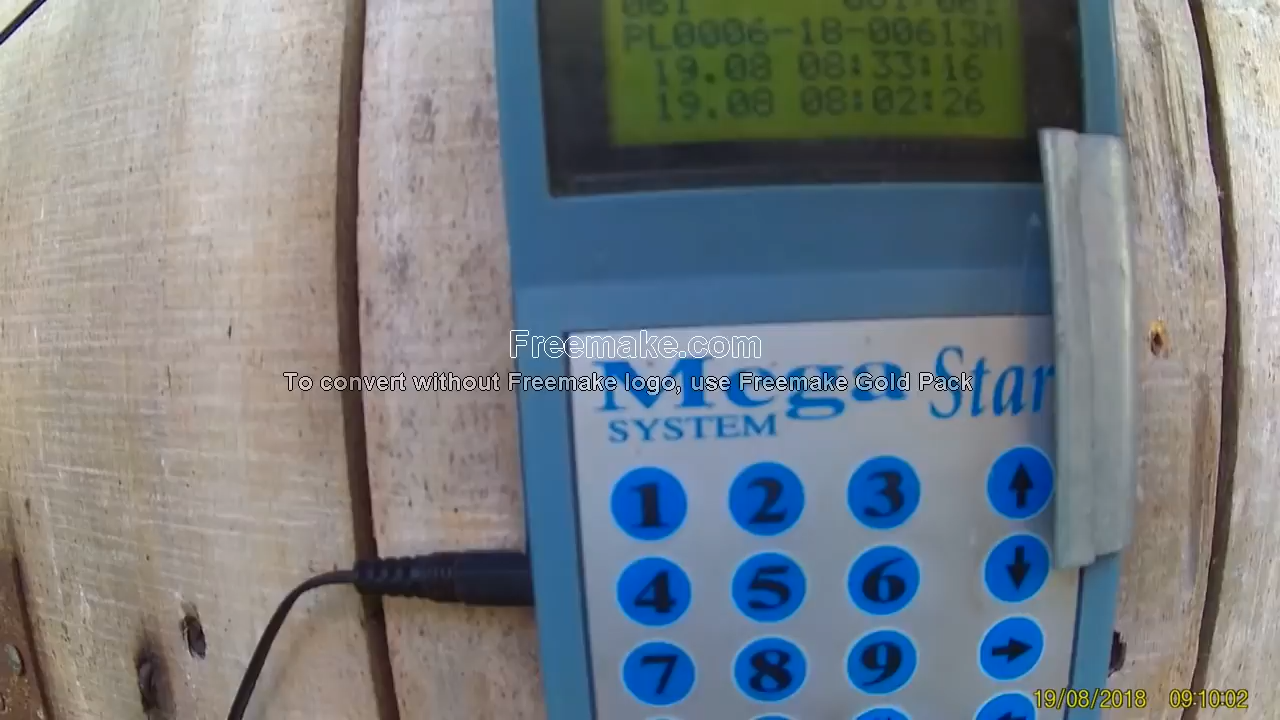 061 001/061
PL0006-18-00613M
19.08 08:33:16
19.08 08:02:26
Freemake.com
To convert without Freemake logo, use Freemake Gold Pack
Mega Star
SYSTEM
1 2 3 ↑
4 5 6 ↓
7 8 9 →
19/08/2018 09:10:02